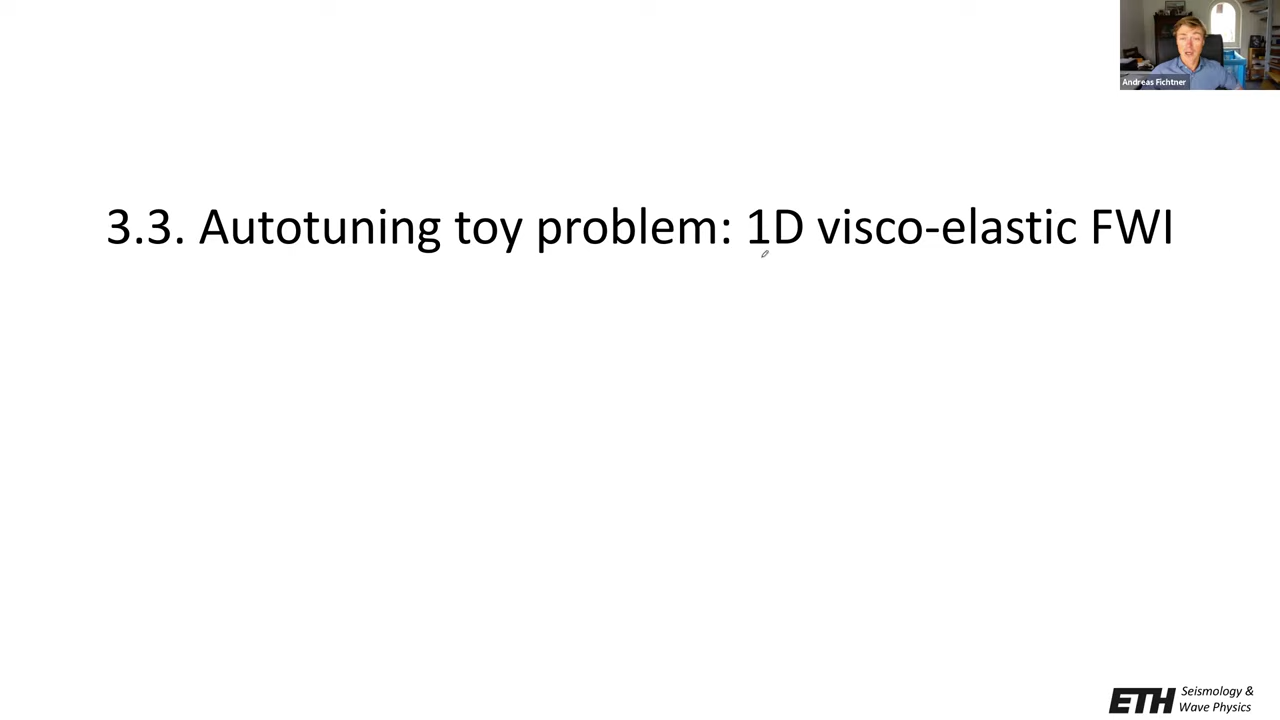 Andreas Fichtner
3.3. Autotuning toy problem: 1D visco-elastic FWI
ETH Seismology &
Wave Physics